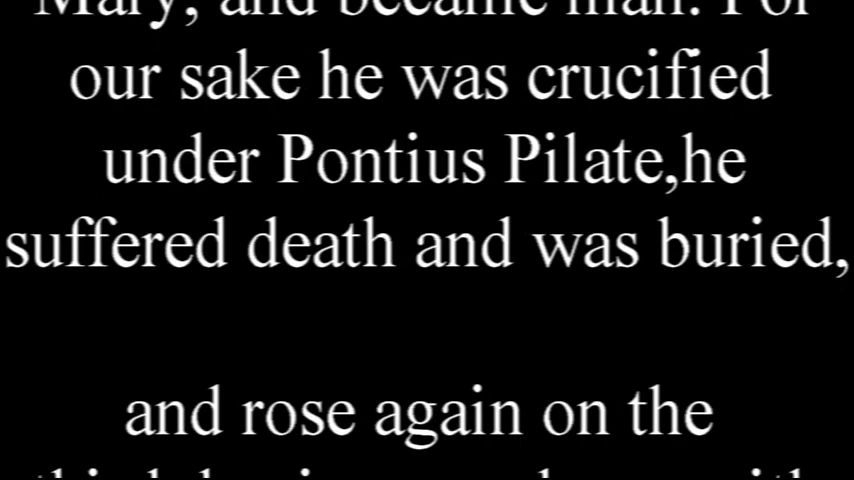 Mary, and became man. For
our sake he was crucified
under Pontius Pilate,he
suffered death and was buried,
and rose again on the